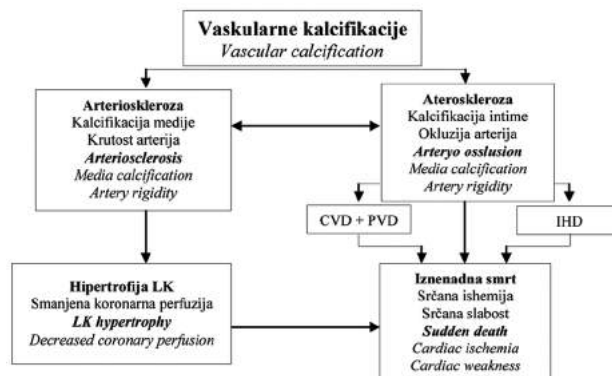 Vaskularne kalcifikacije
Vascular calcification
Arterioskleroza
Kalcifikacija medije
Krutost arterija
Arteriosclerosis
Media calcification
Artery rigidity
Ateroskleroza
Kalcifikacija intime
Okluzija arterija
Arteryo osslusion
Media calcification
Artery rigidity
CVD + PVD
IHD
Hipertrofija LK
Smanjena koronarna perfuzija
LK hypertrophy
Decreased coronary perfusion
Iznenadna smrt
Srčana ishemija
Srčana slabost
Sudden death
Cardiac ischemia
Cardiac weakness